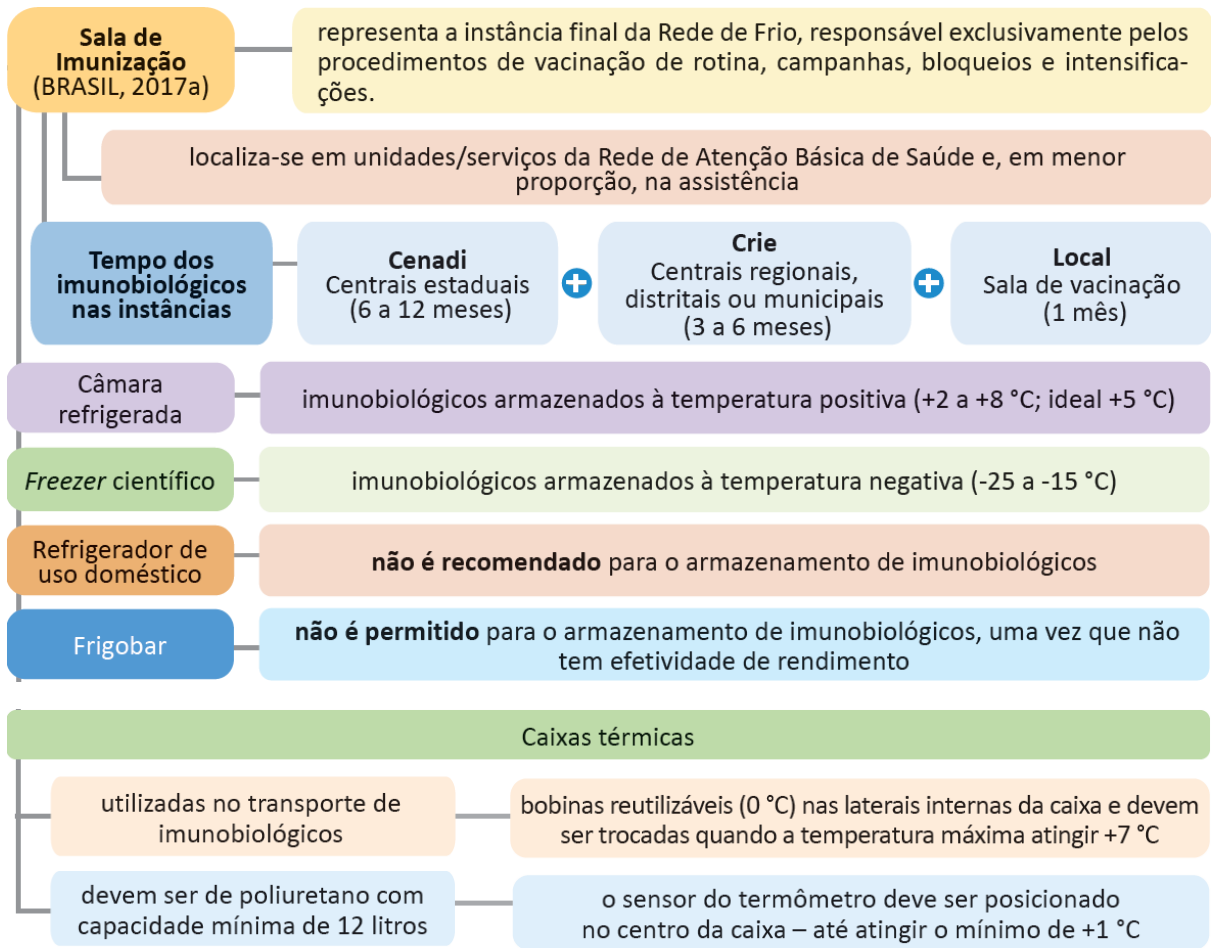 Sala de
Imunização
(BRASIL, 2017a)
representa a instância final da Rede de Frio, responsável exclusivamente pelos
procedimentos de vacinação de rotina, campanhas, bloqueios e intensifica-
ções.
localiza-se em unidades/serviços da Rede de Atenção Básica de Saúde e, em menor
proporção, na assistência
Tempo dos
imunobiológicos
nas instâncias
Cenadi
Centrais estaduais
(6 a 12 meses)
+
Crie
Centrais regionais,
distritais ou municipais
(3 a 6 meses)
+
Local
Sala de vacinação
(1 mês)
Câmara
refrigerada
imunobiológicos armazenados à temperatura positiva (+2 a +8 °C; ideal +5 °C)
Freezer científico
imunobiológicos armazenados à temperatura negativa (-25 a -15 °C)
Refrigerador de
uso doméstico
não é recomendado para o armazenamento de imunobiológicos
Frigobar
não é permitido para o armazenamento de imunobiológicos, uma vez que não
tem efetividade de rendimento
Caixas térmicas
utilizadas no transporte de
imunobiológicos
bobinas reutilizáveis (0 °C) nas laterais internas da caixa e devem
ser trocadas quando a temperatura máxima atingir +7 °C
devem ser de poliuretano com
capacidade mínima de 12 litros
o sensor do termômetro deve ser posicionado
no centro da caixa – até atingir o mínimo de +1 °C